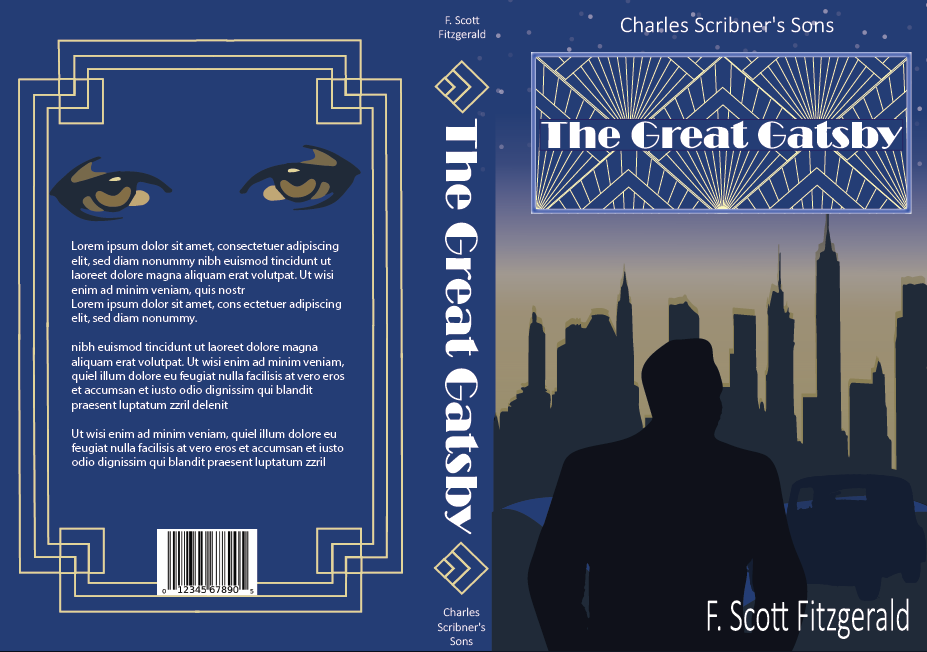 Lorem ipsum dolor sit amet, consectetuer adipiscing
elit, sed diam nonummy nibh euismod tincidunt ut
laoreet dolore magna aliquam erat volutpat. Ut wisi
enim ad minim veniam, quis nostr
Lorem ipsum dolor sit amet, cons ectetuer adipiscing
elit, sed diam nonummy.
nibh euismod tincidunt ut laoreet dolore magna
aliquam erat volutpat. Ut wisi enim ad minim veniam,
quiel illum dolore eu feugiat nulla facilisis at vero eros
et accumsan et iusto odio dignissim qui blandit
praesent luptatum zzril delenit
Ut wisi enim ad minim veniam, quiel illum dolore eu
feugiat nulla facilisis at vero eros et accumsan et iusto
odio dignissim qui blandit praesent luptatum zzril
0 12345 67890 5
F. Scott
Fitzgerald
The Great Gatsby
Charles
Scribner's
Sons
Charles Scribner's Sons
The Great Gatsby
F. Scott Fitzgerald